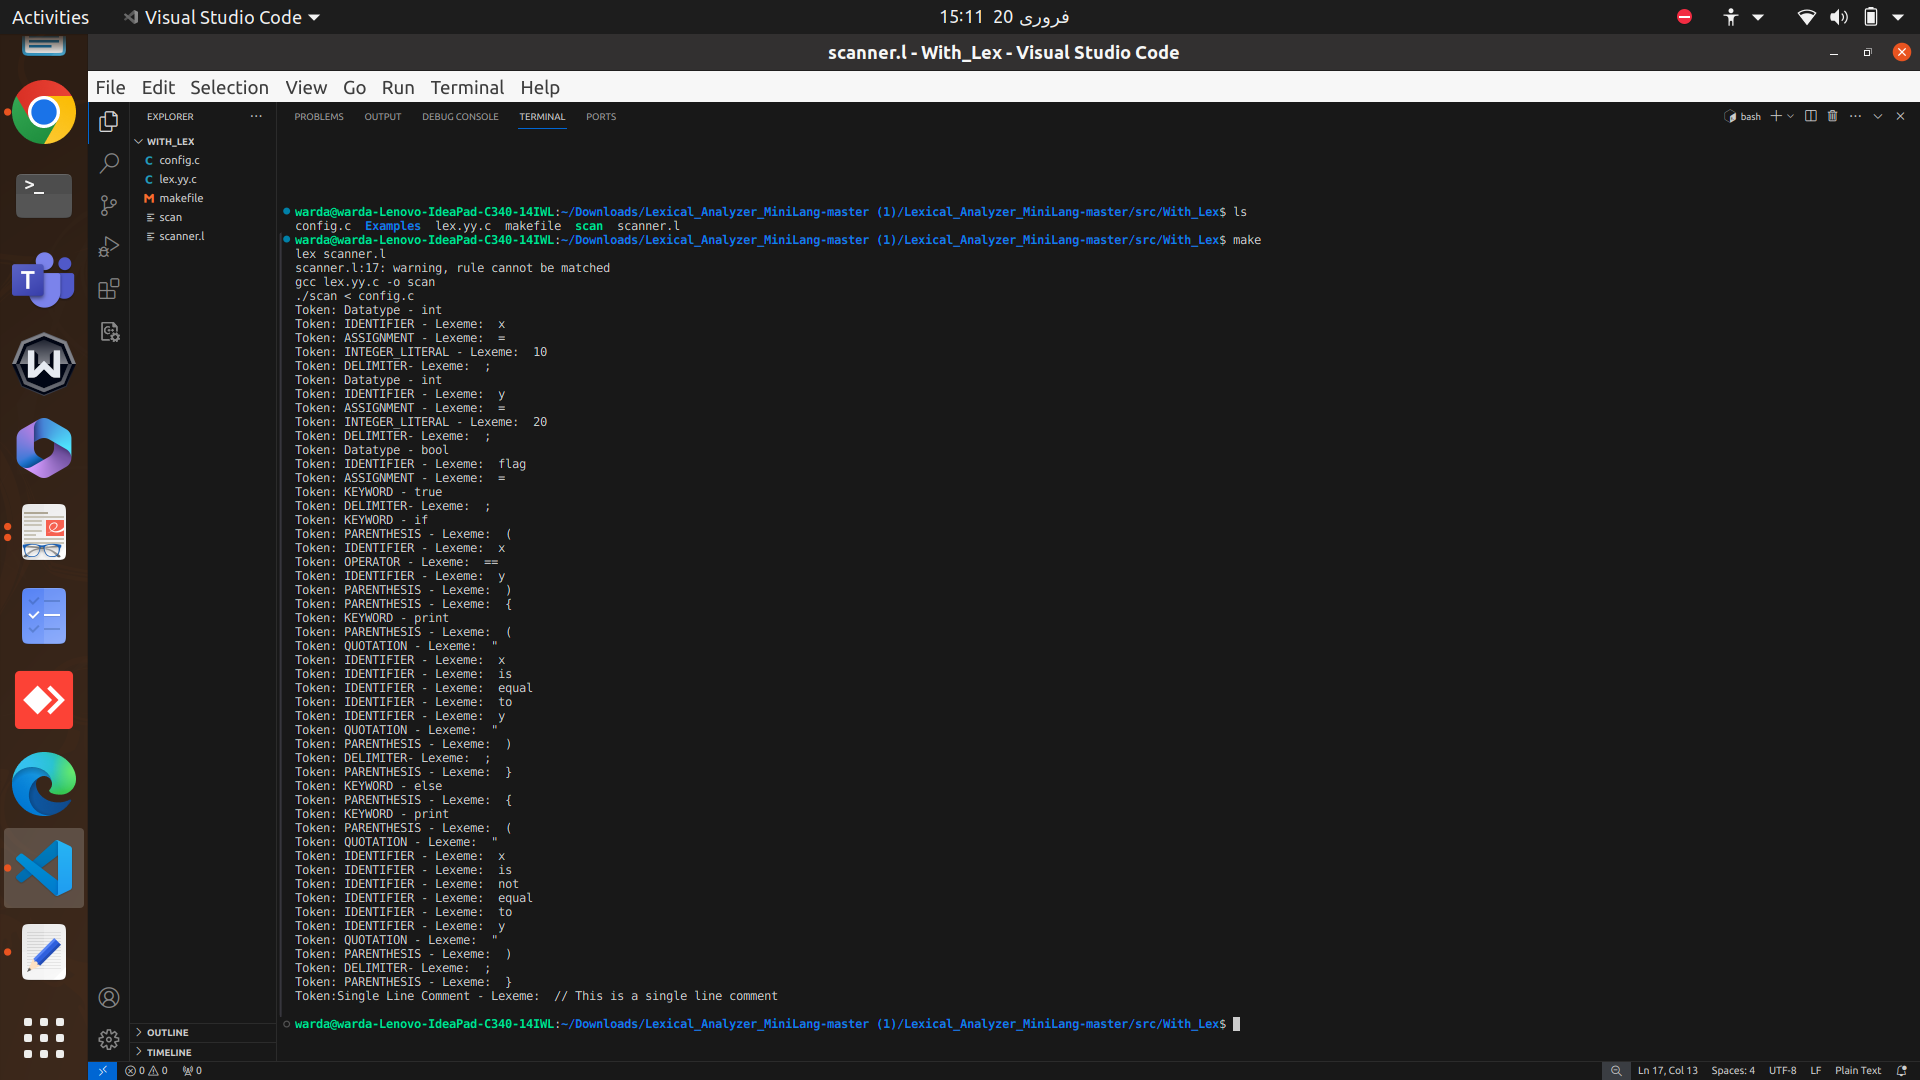 Activities Visual Studio Code 15:11 20 فروری
scanner.l - With_Lex - Visual Studio Code
File Edit Selection View Go Run Terminal Help
EXPLORER
WITH_LEX
config.c
lex.yy.c
makefile
scan
scanner.l
OUTLINE
TIMELINE
PROBLEMS OUTPUT DEBUG CONSOLE TERMINAL PORTS bash
warda@warda-Lenovo-IdeaPad-C340-14IWL:~/Downloads/Lexical_Analyzer_MiniLang-master (1)/Lexical_Analyzer_MiniLang-master/src/With_Lex$ ls
config.c Examples lex.yy.c makefile scan scanner.l
warda@warda-Lenovo-IdeaPad-C340-14IWL:~/Downloads/Lexical_Analyzer_MiniLang-master (1)/Lexical_Analyzer_MiniLang-master/src/With_Lex$ make
lex scanner.l
scanner.l:17: warning, rule cannot be matched
gcc lex.yy.c -o scan
./scan < config.c
Token: Datatype - int
Token: IDENTIFIER - Lexeme: x
Token: ASSIGNMENT - Lexeme: =
Token: INTEGER_LITERAL - Lexeme: 10
Token: DELIMITER- Lexeme: ;
Token: Datatype - int
Token: IDENTIFIER - Lexeme: y
Token: ASSIGNMENT - Lexeme: =
Token: INTEGER_LITERAL - Lexeme: 20
Token: DELIMITER- Lexeme: ;
Token: Datatype - bool
Token: IDENTIFIER - Lexeme: flag
Token: ASSIGNMENT - Lexeme: =
Token: KEYWORD - true
Token: DELIMITER- Lexeme: ;
Token: KEYWORD - if
Token: PARENTHESIS - Lexeme: (
Token: IDENTIFIER - Lexeme: x
Token: OPERATOR - Lexeme: ==
Token: IDENTIFIER - Lexeme: y
Token: PARENTHESIS - Lexeme: )
Token: PARENTHESIS - Lexeme: {
Token: KEYWORD - print
Token: PARENTHESIS - Lexeme: (
Token: QUOTATION - Lexeme: "
Token: IDENTIFIER - Lexeme: x
Token: IDENTIFIER - Lexeme: is
Token: IDENTIFIER - Lexeme: equal
Token: IDENTIFIER - Lexeme: to
Token: IDENTIFIER - Lexeme: y
Token: QUOTATION - Lexeme: "
Token: PARENTHESIS - Lexeme: )
Token: DELIMITER- Lexeme: ;
Token: PARENTHESIS - Lexeme: }
Token: KEYWORD - else
Token: PARENTHESIS - Lexeme: {
Token: KEYWORD - print
Token: PARENTHESIS - Lexeme: (
Token: QUOTATION - Lexeme: "
Token: IDENTIFIER - Lexeme: x
Token: IDENTIFIER - Lexeme: is
Token: IDENTIFIER - Lexeme: not
Token: IDENTIFIER - Lexeme: equal
Token: IDENTIFIER - Lexeme: to
Token: IDENTIFIER - Lexeme: y
Token: QUOTATION - Lexeme: "
Token: PARENTHESIS - Lexeme: )
Token: DELIMITER- Lexeme: ;
Token: PARENTHESIS - Lexeme: }
Token:Single Line Comment - Lexeme: // This is a single line comment
warda@warda-Lenovo-IdeaPad-C340-14IWL:~/Downloads/Lexical_Analyzer_MiniLang-master (1)/Lexical_Analyzer_MiniLang-master/src/With_Lex$
0 0 0 Ln 17, Col 13 Spaces: 4 UTF-8 LF Plain Text